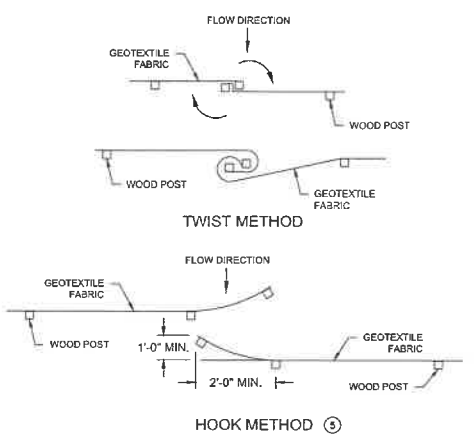 FLOW DIRECTION
GEOTEXTILE
FABRIC
WOOD POST
WOOD POST
GEOTEXTILE
FABRIC
TWIST METHOD
FLOW DIRECTION
GEOTEXTILE
FABRIC
WOOD POST
1'-0" MIN.
GEOTEXTILE
FABRIC
2'-0" MIN.
WOOD POST
HOOK METHOD 5